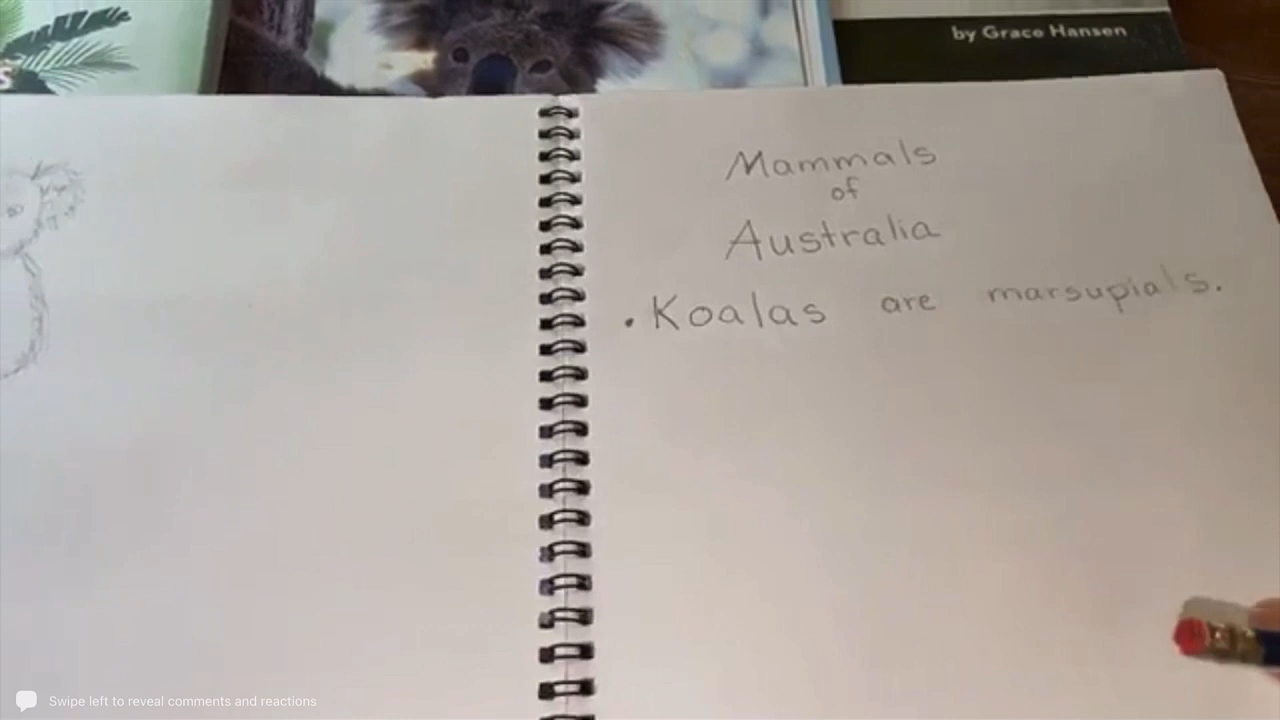 by Grace Hansen
Mammals
of
Australia
. Koalas are marsupials.
Swipe left to reveal comments and reactions